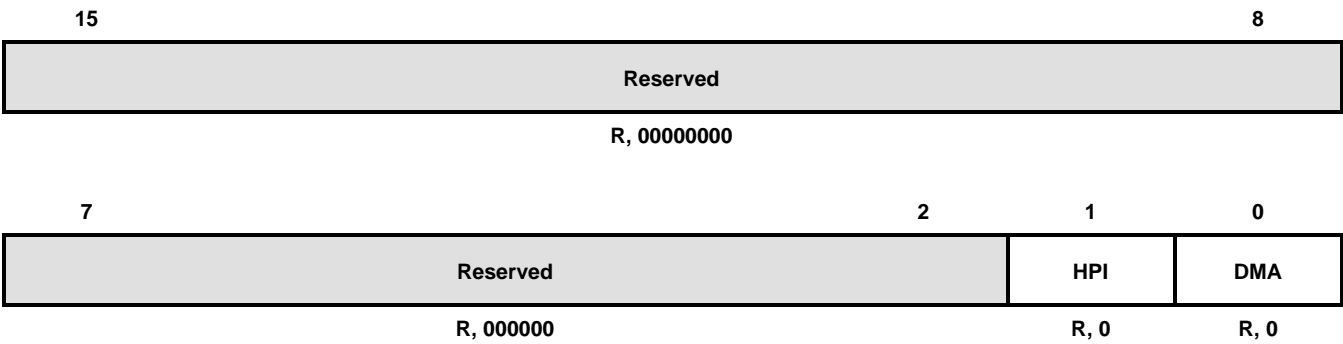 15 8
Reserved
R, 00000000
7 2 1 0
Reserved HPI DMA
R, 000000 R, 0 R, 0